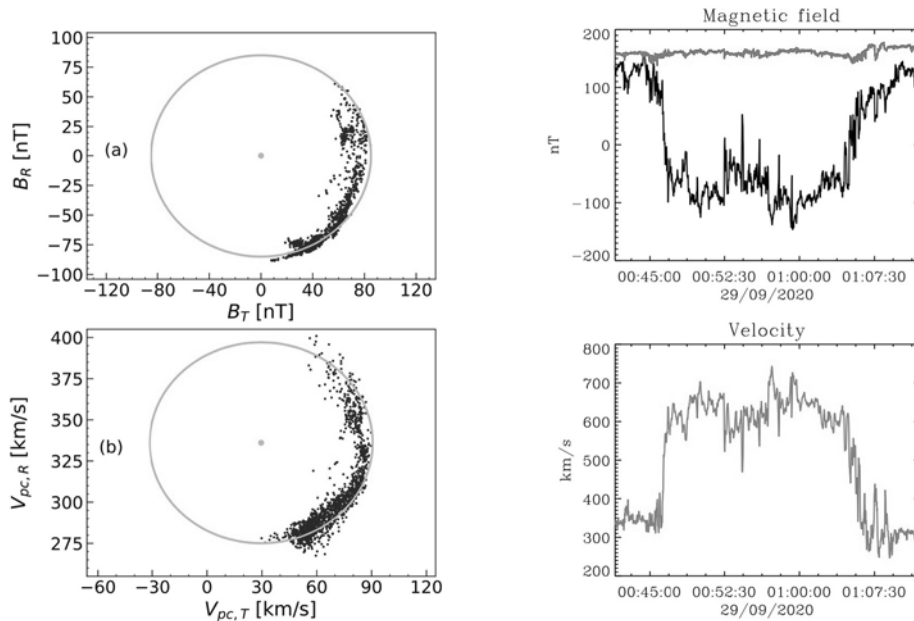 100
75
50
25
0
−25
−50
−75
−100
B_R [nT]
(a)
−120 −80 −40 0 40 80 120
B_T [nT]
400
375
350
325
300
275
V_{pc, R} [km/s]
(b)
−60 −30 0 30 60 90 120
V_{pc, T} [km/s]
Magnetic field
200
100
0
−100
−200
nT
00:45:00 00:52:30 01:00:00 01:07:30
29/09/2020
Velocity
800
700
600
500
400
300
200
km/s
00:45:00 00:52:30 01:00:00 01:07:30
29/09/2020